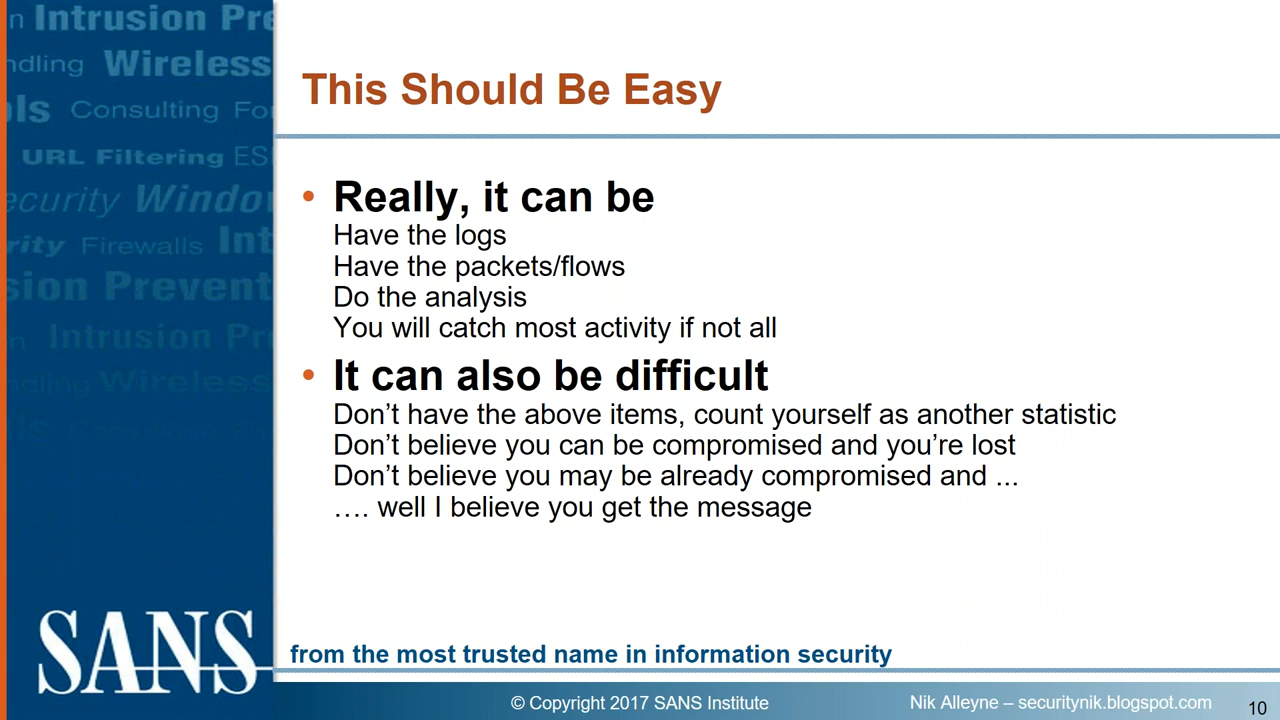 n Intrusion Pre
ndling Wireless
ols Consulting For
URL Filtering ES
ecurity Windo
rity Firewalls Int
sion Prevent
Intrusion Pr
ndling Wireless
This Should Be Easy
• Really, it can be
Have the logs
Have the packets/flows
Do the analysis
You will catch most activity if not all
• It can also be difficult
Don’t have the above items, count yourself as another statistic
Don’t believe you can be compromised and you’re lost
Don’t believe you may be already compromised and ...
…. well I believe you get the message
SANS
from the most trusted name in information security
© Copyright 2017 SANS Institute
Nik Alleyne – securitynik.blogspot.com
10